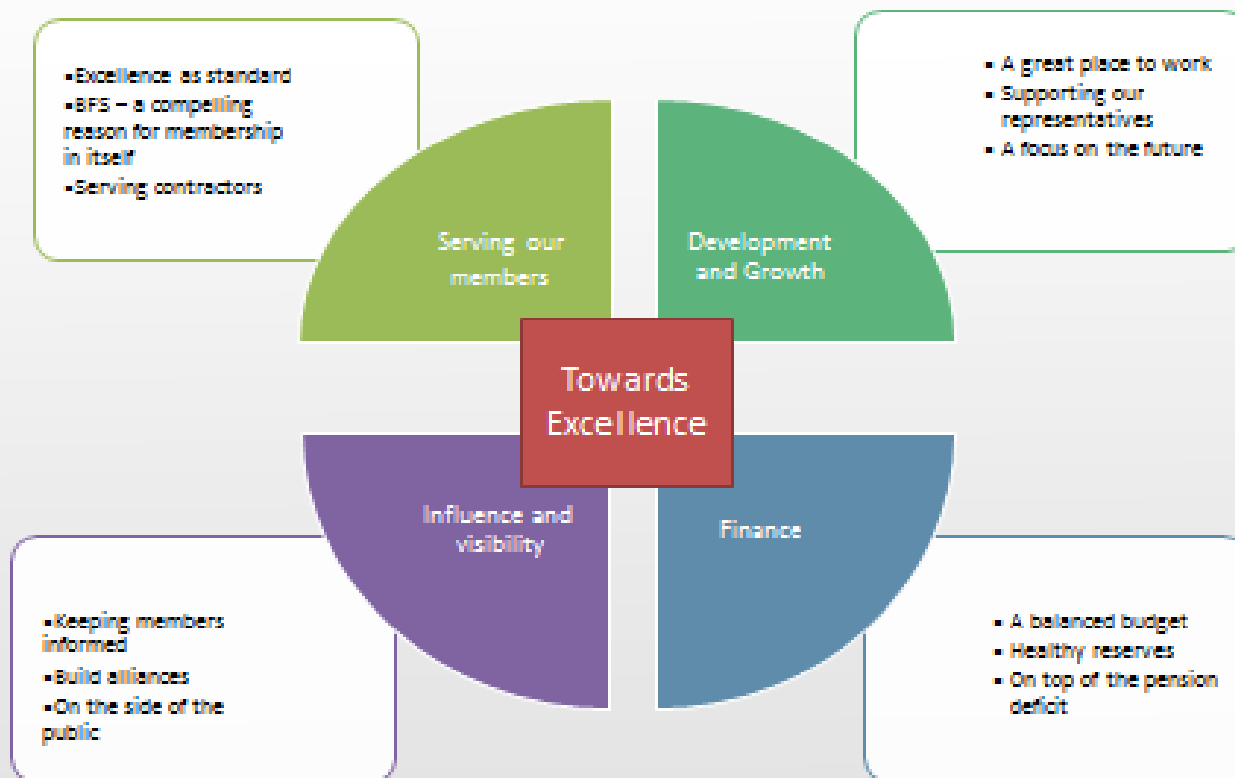 ▪Excellence as standard
▪BFS – a compelling
reason for membership
in itself
▪Serving contractors
▪ A great place to work
▪ Supporting our
representatives
▪ A focus on the future
Serving our
members
Development
and Growth
Towards
Excellence
Influence and
visibility
Finance
▪Keeping members
informed
▪Build alliances
▪On the side of the
public
▪ A balanced budget
▪ Healthy reserves
▪ On top of the pension
deficit